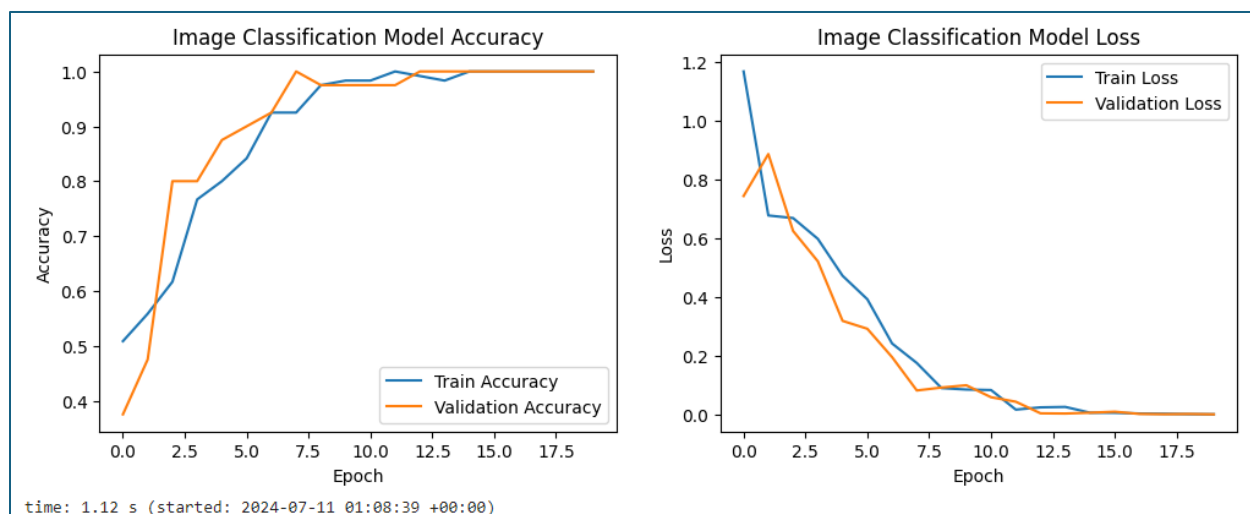 Image Classification Model Accuracy
1.0
0.9
0.8
0.7
0.6
0.5
0.4
Accuracy
Train Accuracy
Validation Accuracy
0.0 2.5 5.0 7.5 10.0 12.5 15.0 17.5
Epoch
Image Classification Model Loss
1.2
1.0
0.8
0.6
0.4
0.2
0.0
Loss
Train Loss
Validation Loss
0.0 2.5 5.0 7.5 10.0 12.5 15.0 17.5
Epoch
time: 1.12 s (started: 2024-07-11 01:08:39 +00:00)